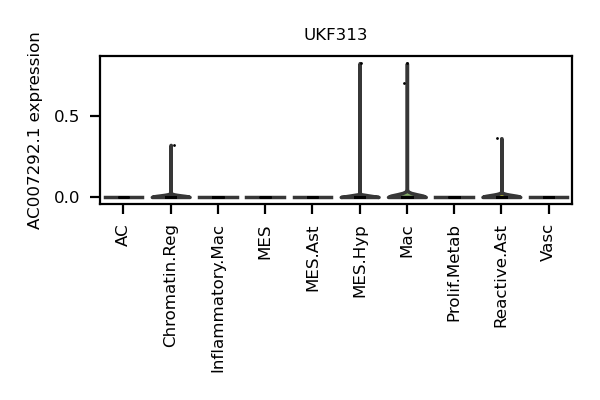 UKF313
AC007292.1 expression
0.5
0.0
AC
Chromatin.Reg
Inflammatory.Mac
MES
MES.Ast
MES.Hyp
Mac
Prolif.Metab
Reactive.Ast
Vasc